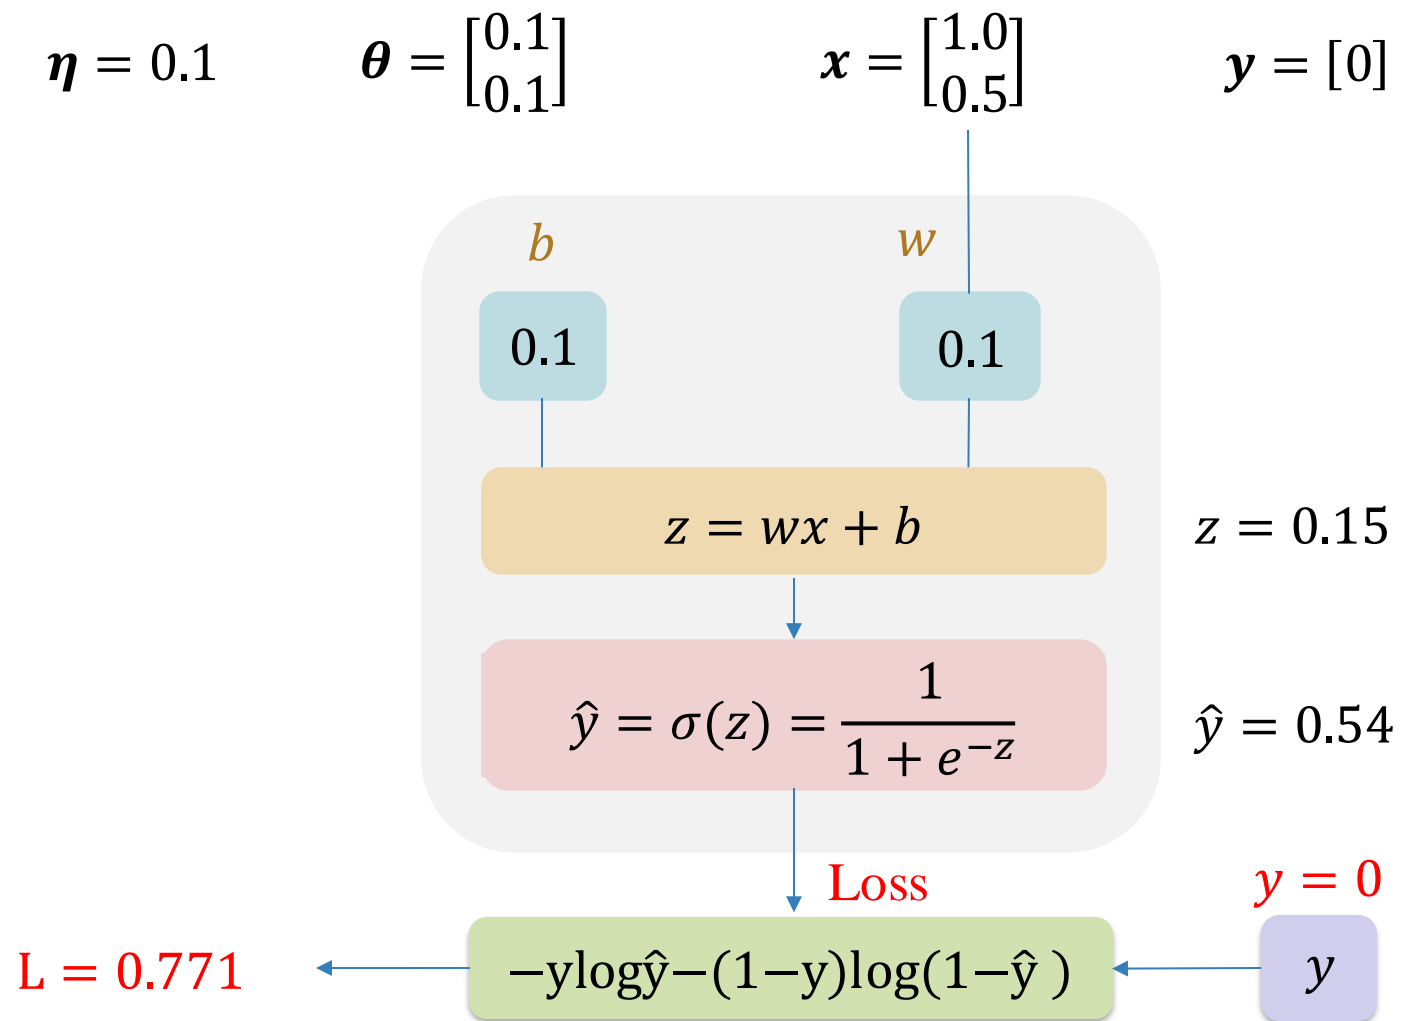 η = 0.1
θ = [0.1 0.1]
x = [1.0 0.5]
y = [0]
b
w
0.1
0.1
z = wx + b
z = 0.15
ŷ = σ(z) = 1 / (1 + e^{−z})
ŷ = 0.54
Loss
y = 0
L = 0.771
−ylogŷ−(1−y)log(1−ŷ )
y